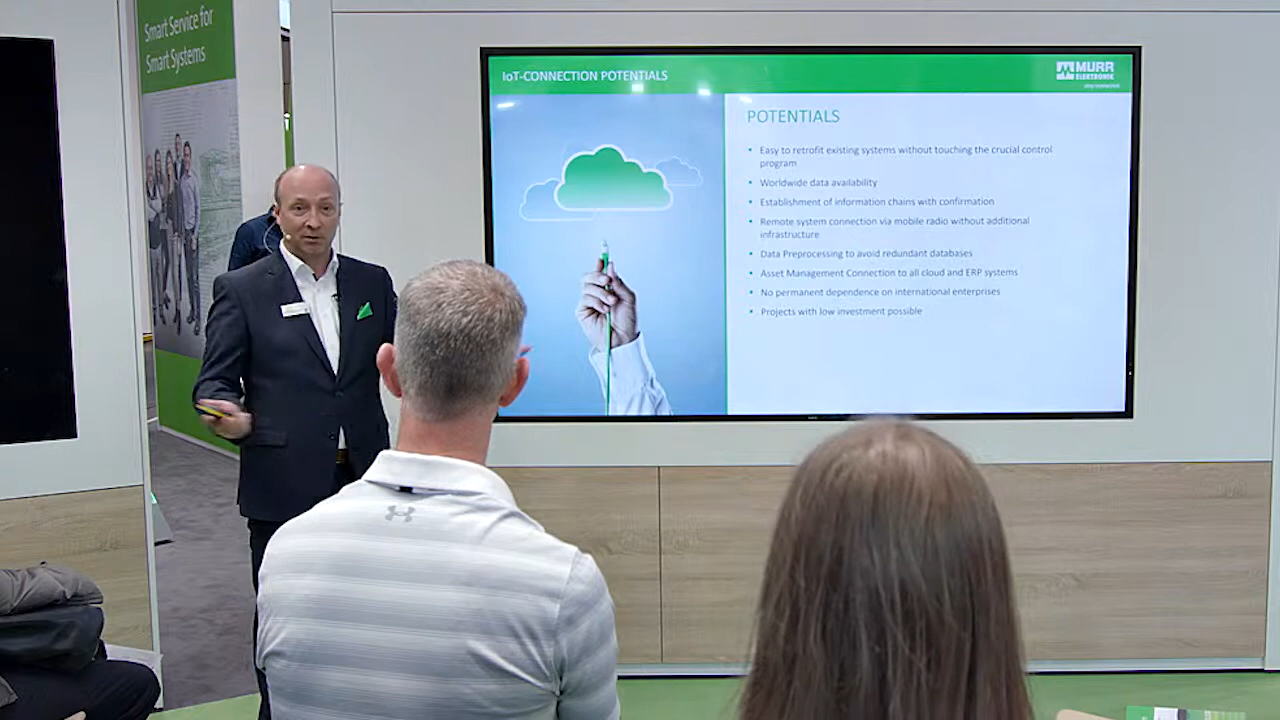 Smart Service for
Smart Systems
IoT-CONNECTION POTENTIALS
MURR
ELEKTRONIK
stay connected
POTENTIALS
• Easy to retrofit existing systems without touching the crucial control
program
• Worldwide data availability
• Establishment of information chains with confirmation
• Remote system connection via mobile radio without additional
infrastructure
• Data Preprocessing to avoid redundant databases
• Asset Management Connection to all cloud and ERP systems
• No permanent dependence on international enterprises
• Projects with low investment possible